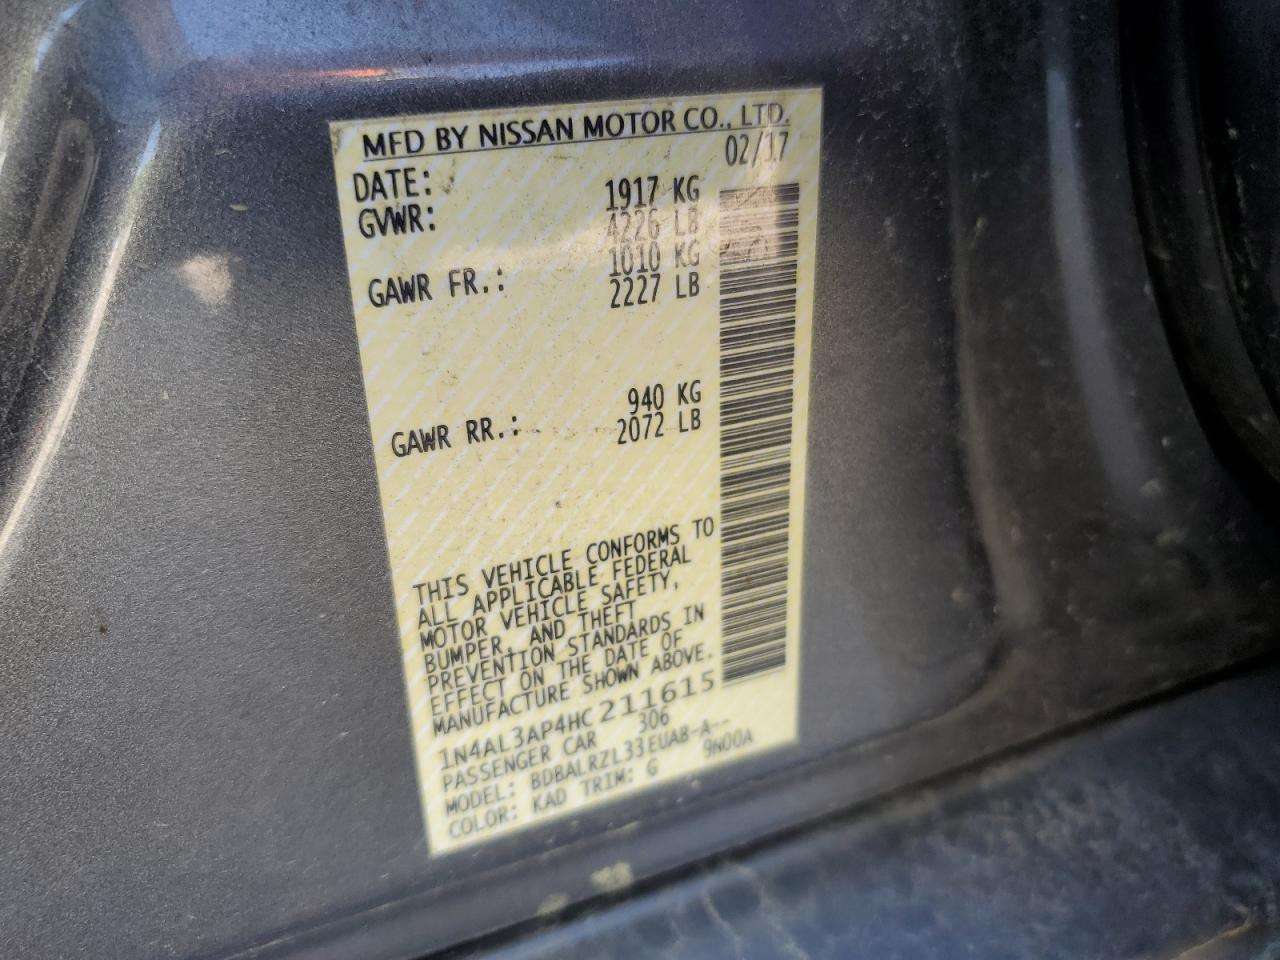 MFD BY NISSAN MOTOR CO., LTD.
DATE: 02/17
GVWR: 1917 KG
4226 LB
GAWR FR.: 1010 KG
2227 LB
GAWR RR.: 940 KG
2072 LB
THIS VEHICLE CONFORMS TO
ALL APPLICABLE FEDERAL
MOTOR VEHICLE SAFETY,
BUMPER, AND THEFT
PREVENTION STANDARDS IN
EFFECT ON THE DATE OF
MANUFACTURE SHOWN ABOVE.
1N4AL3AP4HC211615
PASSENGER CAR 306
MODEL: BDBALRZL33EUAB-A--
COLOR: KAD TRIM: G 9N00A